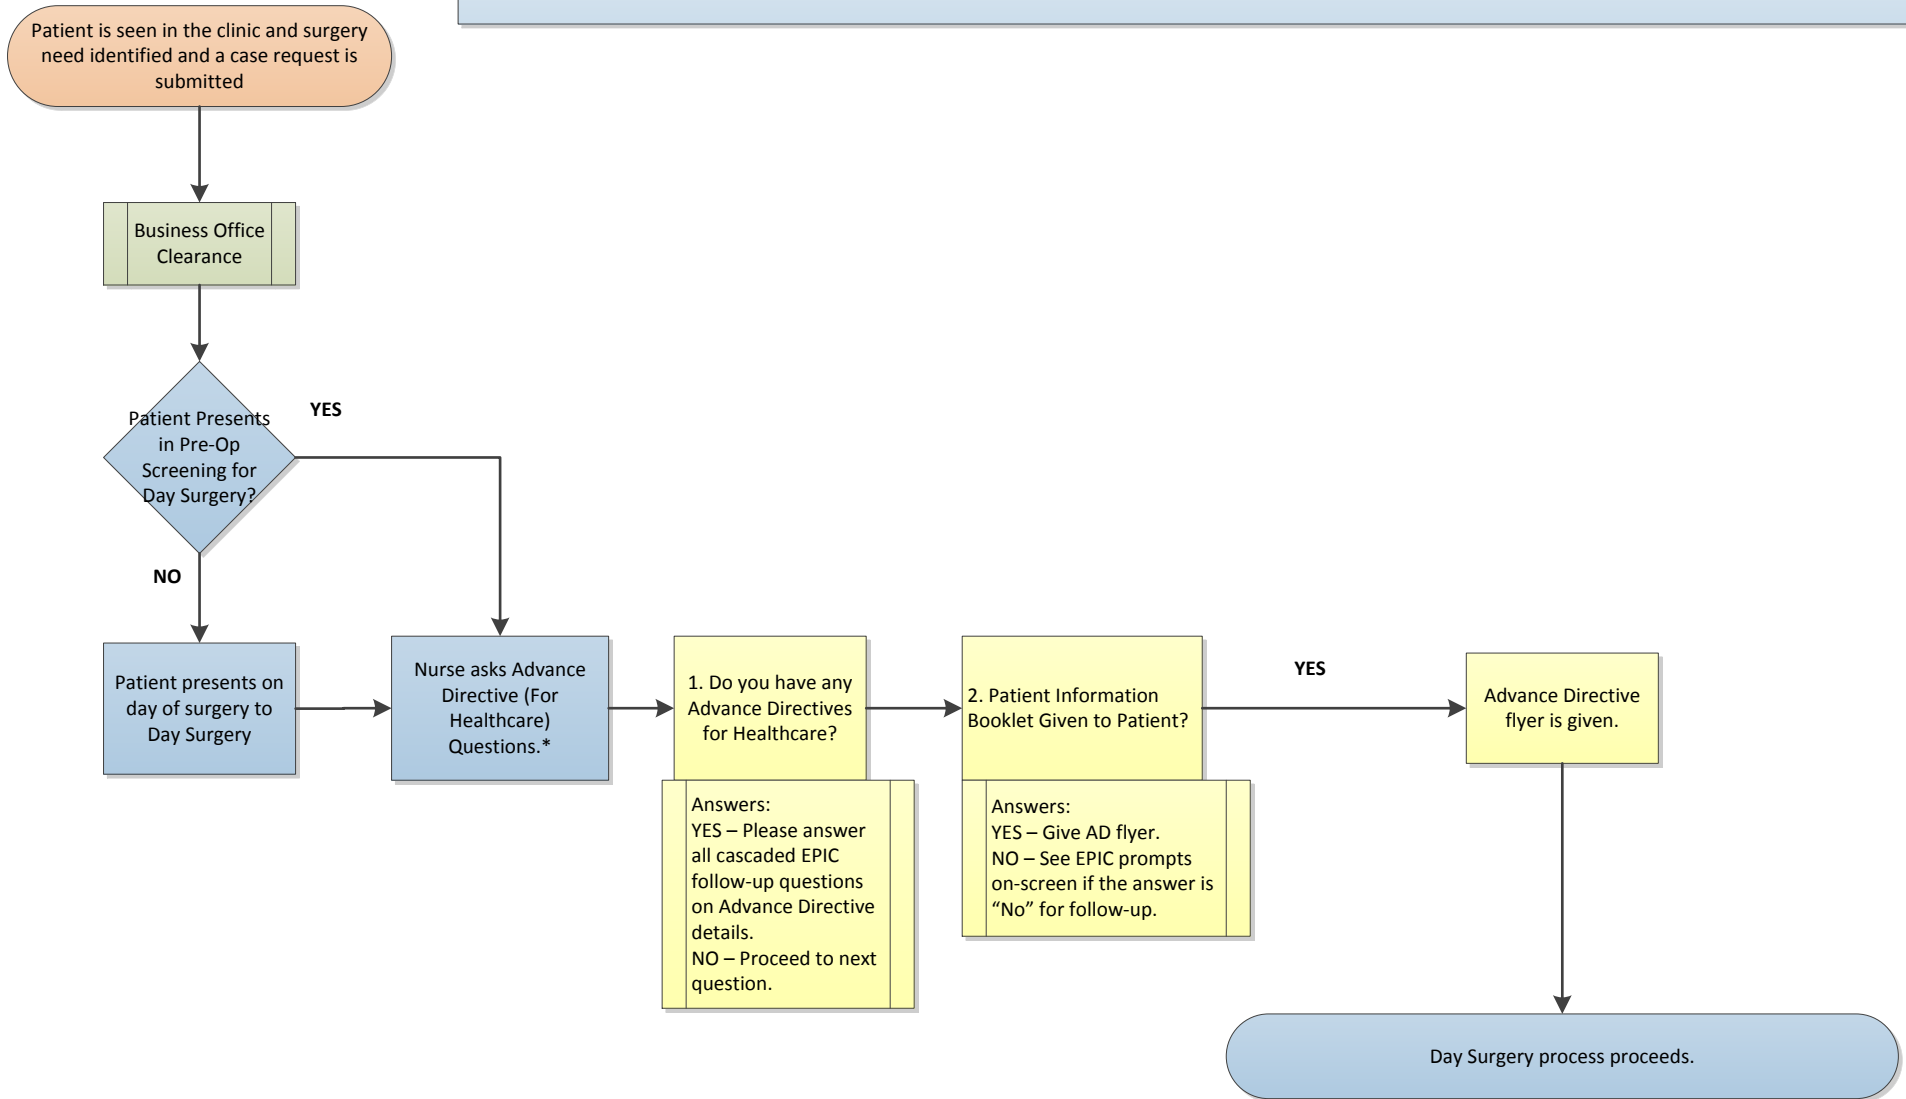 Patient is seen in the clinic and surgery
need identified and a case request is
submitted
Business Office
Clearance
Patient Presents
in Pre-Op
Screening for
Day Surgery?
YES
NO
Patient presents on
day of surgery to
Day Surgery
Nurse asks Advance
Directive (For
Healthcare)
Questions.*
1. Do you have any
Advance Directives
for Healthcare?
Answers:
YES – Please answer
all cascaded EPIC
follow-up questions
on Advance Directive
details.
NO – Proceed to next
question.
2. Patient Information
Booklet Given to Patient?
Answers:
YES – Give AD flyer.
NO – See EPIC prompts
on-screen if the answer is
“No” for follow-up.
YES
Advance Directive
flyer is given.
Day Surgery process proceeds.